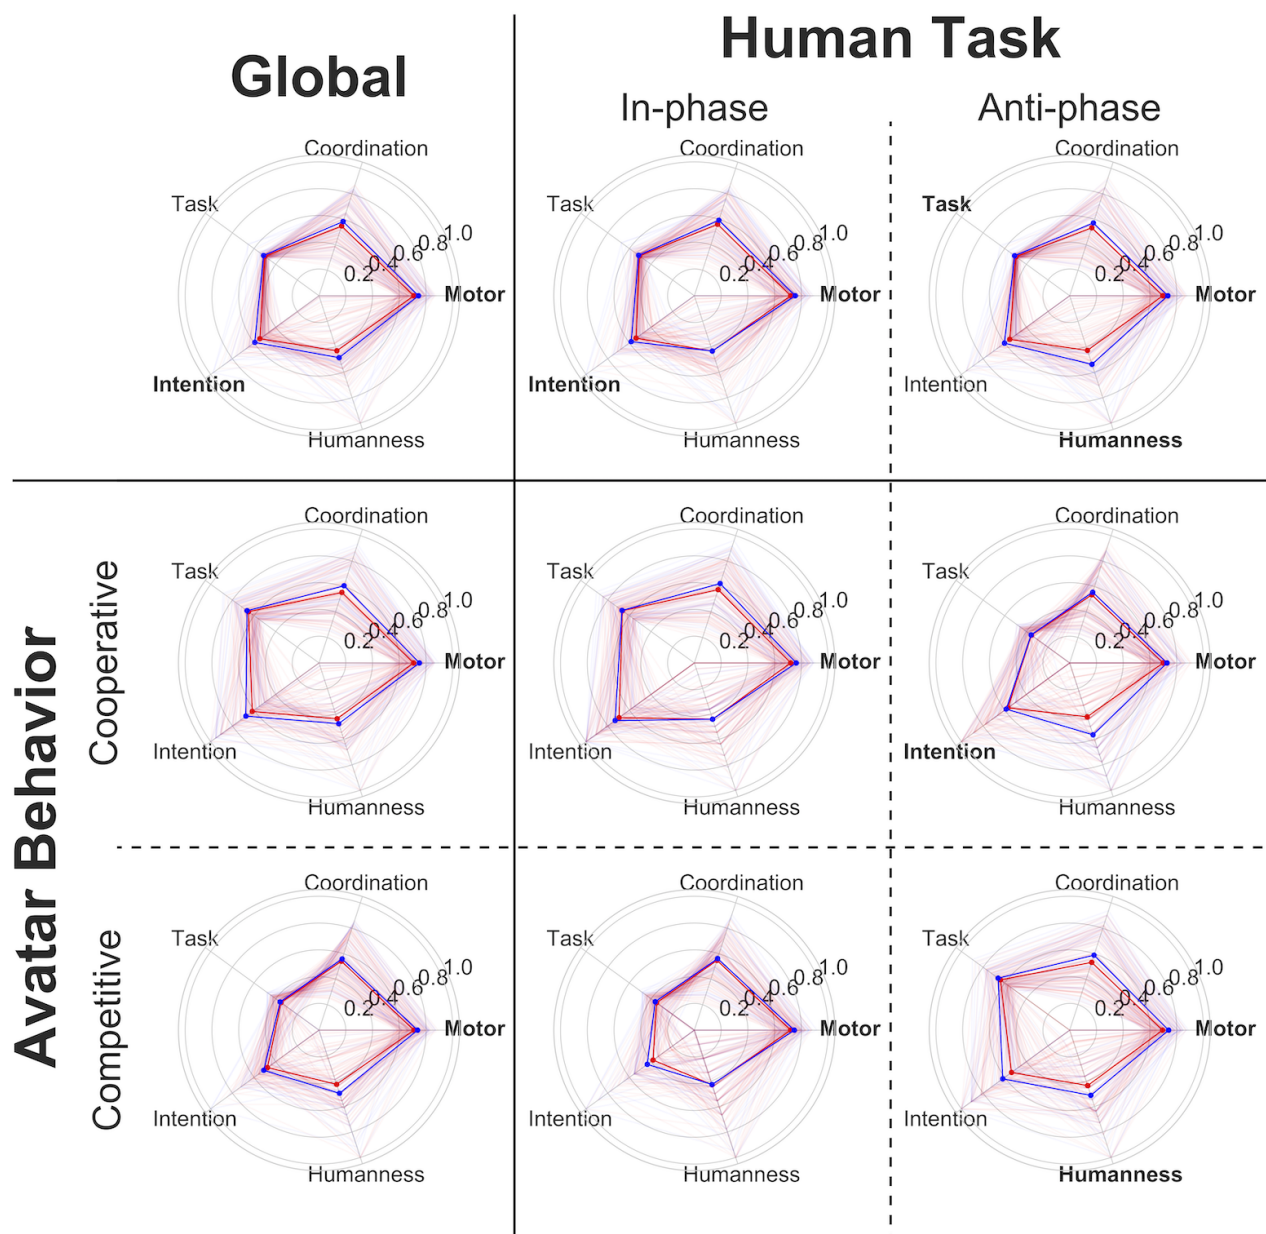 Human Task
Global
In-phase
Anti-phase
Coordination
Task
0.2
0.4
0.6
0.8
1.0
Motor
Intention
Humanness
Coordination
Task
0.2
0.4
0.6
0.8
1.0
Motor
Intention
Humanness
Coordination
Task
0.2
0.4
0.6
0.8
1.0
Motor
Intention
Humanness
Avatar Behavior
Cooperative
Coordination
Task
0.2
0.4
0.6
0.8
1.0
Motor
Intention
Humanness
Coordination
Task
0.2
0.4
0.6
0.8
1.0
Motor
Intention
Humanness
Coordination
Task
0.2
0.4
0.6
0.8
1.0
Motor
Intention
Humanness
Competitive
Coordination
Task
0.2
0.4
0.6
0.8
1.0
Motor
Intention
Humanness
Coordination
Task
0.2
0.4
0.6
0.8
1.0
Motor
Intention
Humanness
Coordination
Task
0.2
0.4
0.6
0.8
1.0
Motor
Intention
Humanness